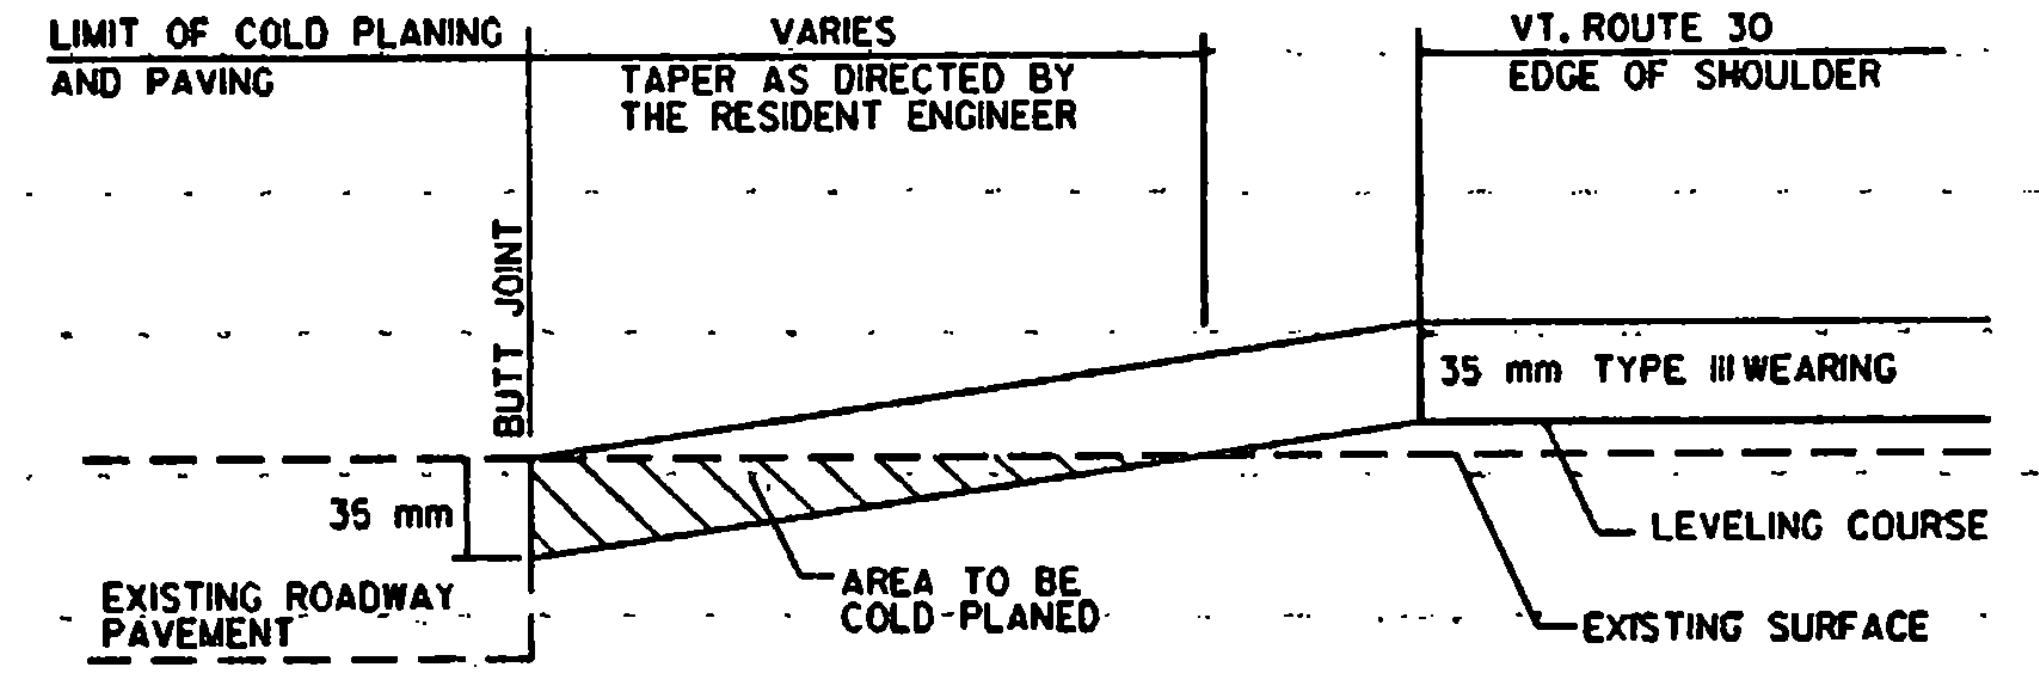 LIMIT OF COLD PLANING
AND PAVING
VARIES
TAPER AS DIRECTED BY
THE RESIDENT ENGINEER
VT. ROUTE 30
EDGE OF SHOULDER
BUTT JOINT
35 mm TYPE III WEARING
35 mm
LEVELING COURSE
AREA TO BE
COLD-PLANED
EXISTING ROADWAY
PAVEMENT
EXISTING SURFACE